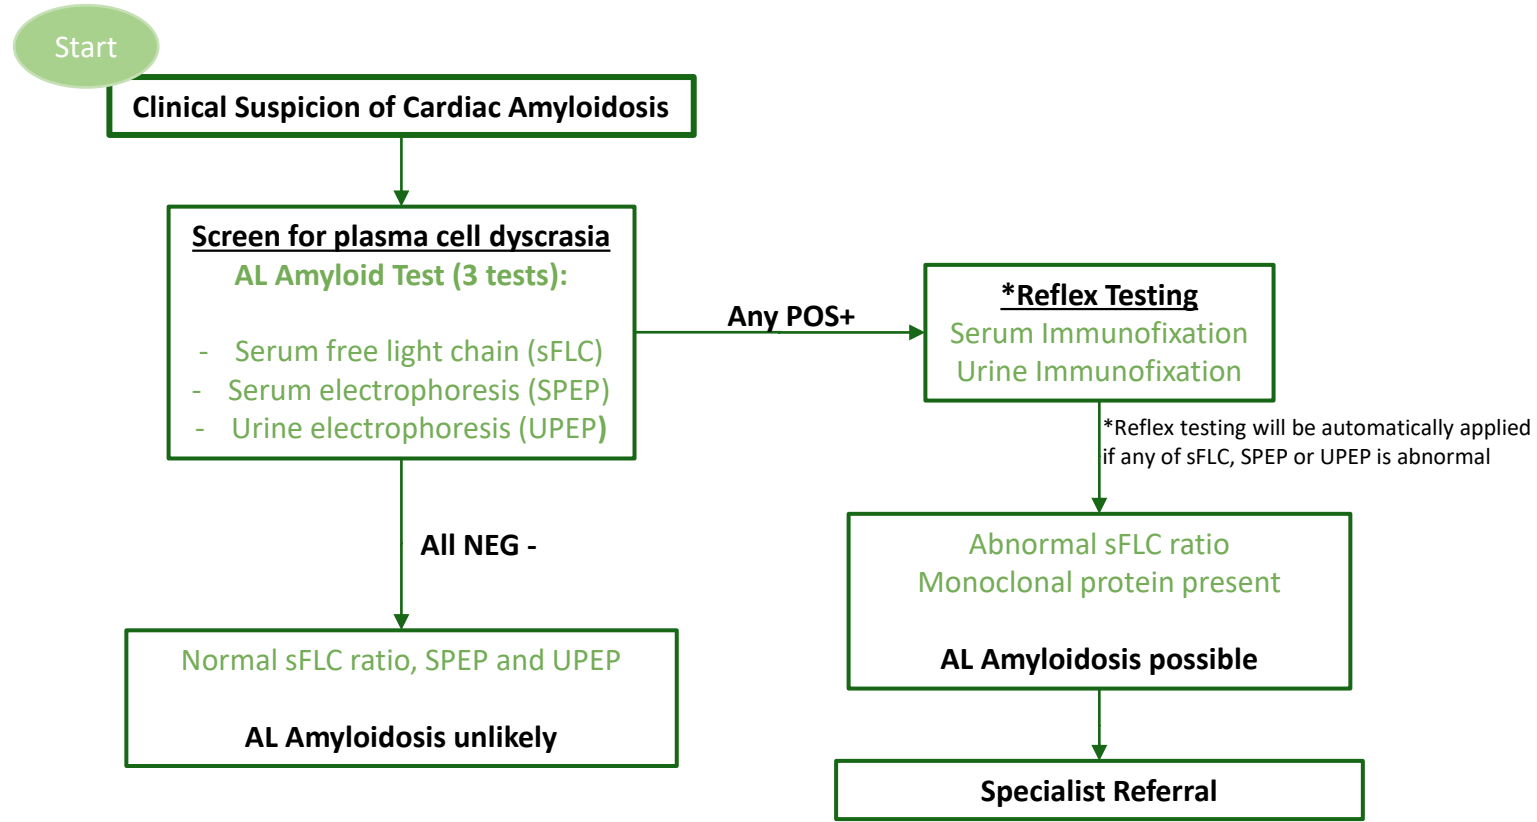 Start
Clinical Suspicion of Cardiac Amyloidosis
Screen for plasma cell dyscrasia
AL Amyloid Test (3 tests):
- Serum free light chain (sFLC)
- Serum electrophoresis (SPEP)
- Urine electrophoresis (UPEP)
Any POS+
*Reflex Testing
Serum Immunofixation
Urine Immunofixation
*Reflex testing will be automatically applied
if any of sFLC, SPEP or UPEP is abnormal
All NEG -
Normal sFLC ratio, SPEP and UPEP
AL Amyloidosis unlikely
Abnormal sFLC ratio
Monoclonal protein present
AL Amyloidosis possible
Specialist Referral